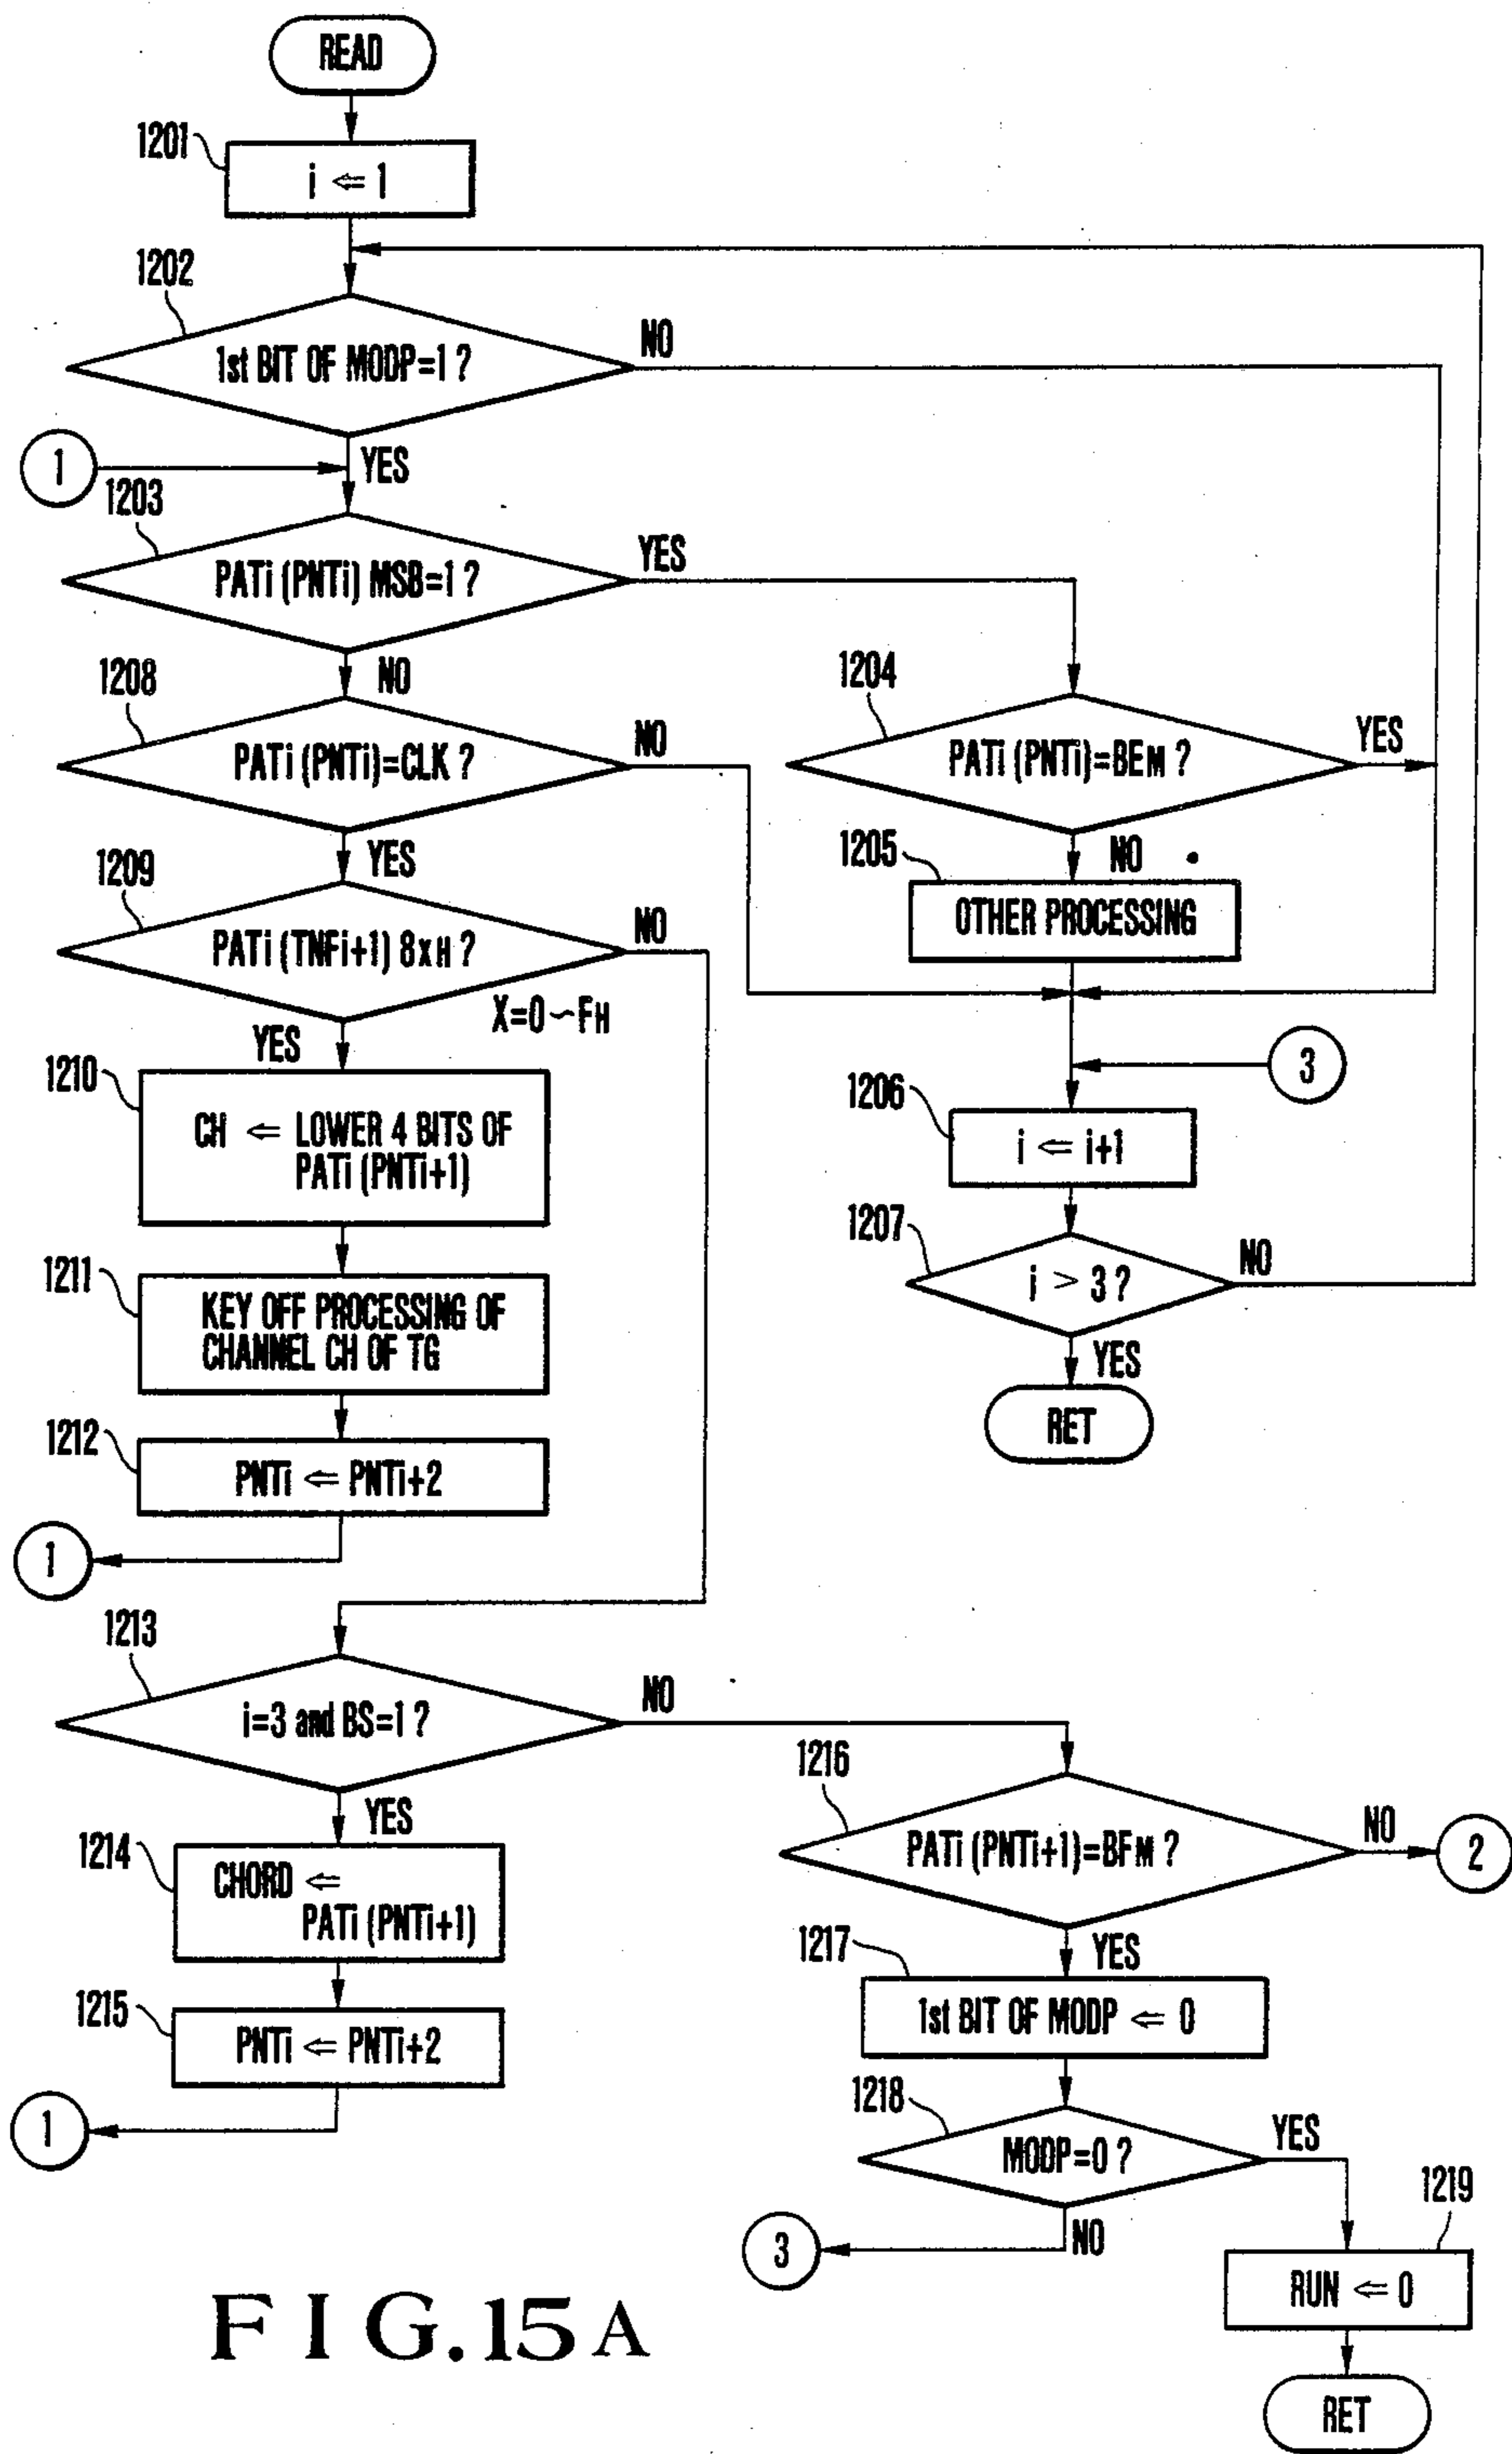 READ
1201
i ⇐ 1
1202
1st BIT OF MODP=1 ?
NO
1
YES
1203
PATi (PNTi) MSB=1 ?
YES
NO
1208
PATi (PNTi)=CLK ?
NO
1204
PATi (PNTi)=BEM ?
YES
YES
1209
PATi (TNFi+1) 8xH ?
NO
X=0~FH
1205
NO
OTHER PROCESSING
YES
1210
CH ⇐ LOWER 4 BITS OF
PATi (PNTi+1)
3
1206
i ⇐ i+1
1207
i > 3 ?
NO
YES
RET
1211
KEY OFF PROCESSING OF
CHANNEL CH OF TG
1212
PNTi ⇐ PNTi+2
1
1213
i=3 and BS=1 ?
NO
YES
1214
CHORD ⇐
PATi (PNTi+1)
1215
PNTi ⇐ PNTi+2
1
1216
PATi (PNTi+1)=BFM ?
NO
2
YES
1217
1st BIT OF MODP ⇐ 0
1218
MODP=0 ?
YES
NO
3
1219
RUN ⇐ 0
RET
FIG.15A